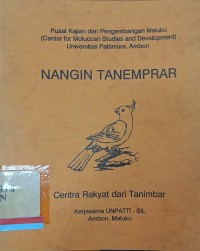 Pusat Kajian dan Pengembangan Maluku
(Center for Moluccan Studies and Development)
Universitas Pattimura, Ambon
NANGIN TANEMPRAR
Ceritra Rakyat dari Tanimbar
Kerjasama UNPATTI - SIL
Ambon, Maluku